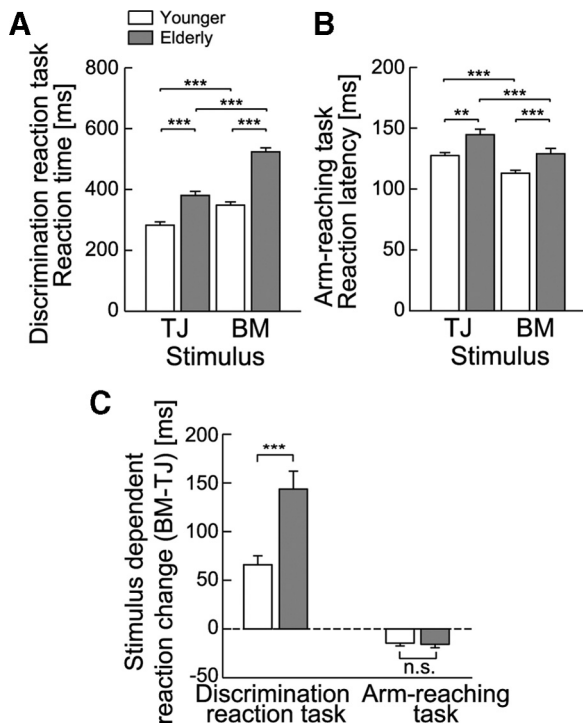 A
Younger
Elderly
Discrimination reaction task
Reaction time [ms]
800
600
400
200
0
***
***
***
***
TJ BM
Stimulus
B
Arm-reaching task
Reaction latency [ms]
200
150
100
50
0
***
***
**
***
TJ BM
Stimulus
C
Stimulus dependent
reaction change (BM-TJ) [ms]
200
150
100
50
0
-50
***
n.s.
Discrimination
reaction task
Arm-reaching
task